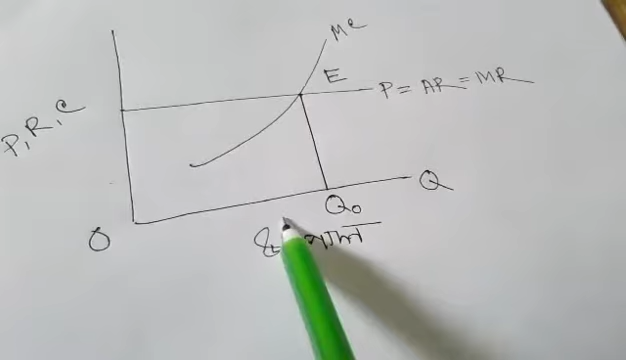 Mc
E
P = AR = MR
P, R, C
Q
Q₀
O